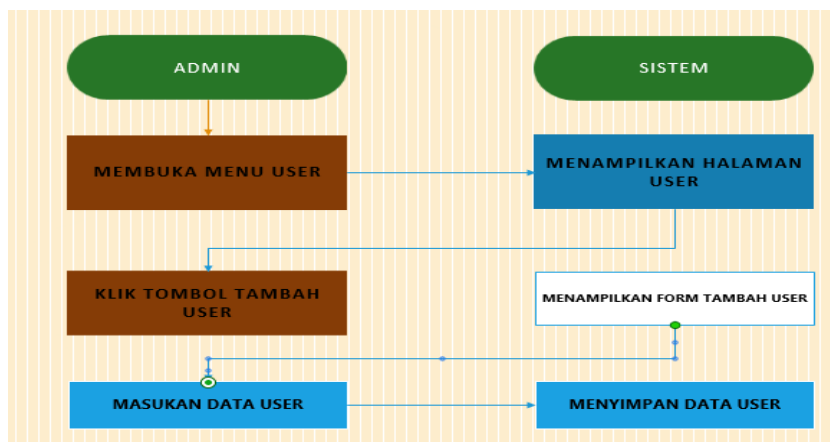 ADMIN
SISTEM
MEMBUKA MENU USER
MENAMPILKAN HALAMAN
USER
KLIK TOMBOL TAMBAH
USER
MENAMPILKAN FORM TAMBAH USER
MASUKAN DATA USER
MENYIMPAN DATA USER